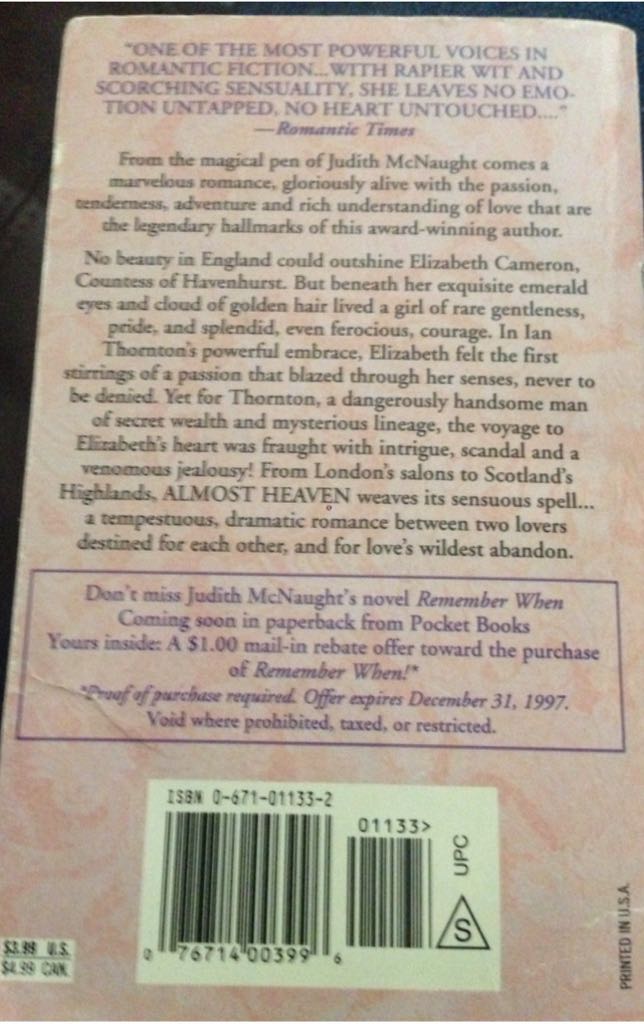 "ONE OF THE MOST POWERFUL VOICES IN
ROMANTIC FICTION...WITH RAPIER WIT AND
SCORCHING SENSUALITY, SHE LEAVES NO EMO-
TION UNTAPPED, NO HEART UNTOUCHED...."
—Romantic Times
From the magical pen of Judith McNaught comes a
marvelous romance, gloriously alive with the passion,
tenderness, adventure and rich understanding of love that are
the legendary hallmarks of this award-winning author.
No beauty in England could outshine Elizabeth Cameron,
Countess of Havenhurst. But beneath her exquisite emerald
eyes and cloud of golden hair lived a girl of rare gentleness,
pride, and splendid, even ferocious, courage. In Ian
Thornton's powerful embrace, Elizabeth felt the first
stirrings of a passion that blazed through her senses, never to
be denied. Yet for Thornton, a dangerously handsome man
of secret wealth and mysterious lineage, the voyage to
Elizabeth's heart was fraught with intrigue, scandal and a
venomous jealousy! From London's salons to Scotland's
Highlands, ALMOST HEAVEN weaves its sensuous spell...
a tempestuous, dramatic romance between two lovers
destined for each other, and for love's wildest abandon.
Don't miss Judith McNaught's novel Remember When
Coming soon in paperback from Pocket Books
Yours inside: A $1.00 mail-in rebate offer toward the purchase
of Remember When!*
*Proof of purchase required. Offer expires December 31, 1997.
Void where prohibited, taxed, or restricted.
ISBN 0-671-01133-2
01133>
UPC
S
0 76714 00399 6
$3.99 U.S.
$4.99 CAN.
PRINTED IN U.S.A.